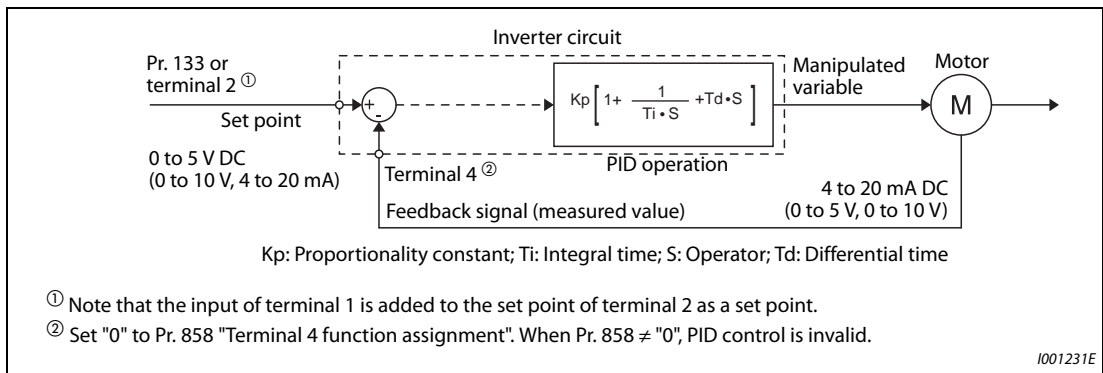 Inverter circuit
Pr. 133 or
terminal 2 ①
Set point
0 to 5 V DC
(0 to 10 V, 4 to 20 mA)
+
-
Kp[1+ 1/Ti•S +Td•S]
PID operation
Manipulated
variable
Motor
M
Terminal 4 ②
Feedback signal (measured value)
4 to 20 mA DC
(0 to 5 V, 0 to 10 V)
Kp: Proportionality constant; Ti: Integral time; S: Operator; Td: Differential time
① Note that the input of terminal 1 is added to the set point of terminal 2 as a set point.
② Set "0" to Pr. 858 "Terminal 4 function assignment". When Pr. 858 ≠ "0", PID control is invalid.
I001231E